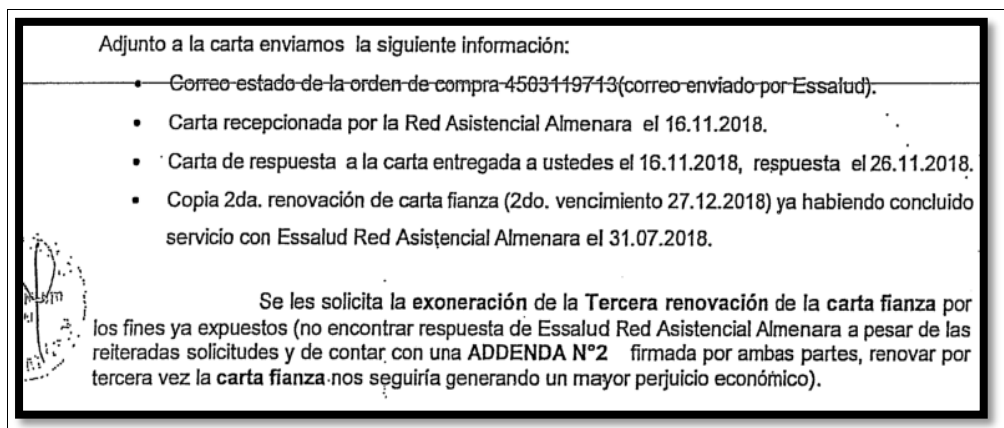 Adjunto a la carta enviamos la siguiente información:
• Correo estado de la orden de compra 4503119713(correo enviado por Essalud).
• Carta recepcionada por la Red Asistencial Almenara el 16.11.2018.
• Carta de respuesta a la carta entregada a ustedes el 16.11.2018, respuesta el 26.11.2018.
• Copia 2da. renovación de carta fianza (2do. vencimiento 27.12.2018) ya habiendo concluido
servicio con Essalud Red Asistencial Almenara el 31.07.2018.
Se les solicita la exoneración de la Tercera renovación de la carta fianza por
los fines ya expuestos (no encontrar respuesta de Essalud Red Asistencial Almenara a pesar de las
reiteradas solicitudes y de contar con una ADDENDA N°2 firmada por ambas partes, renovar por
tercera vez la carta fianza nos seguiría generando un mayor perjuicio económico).